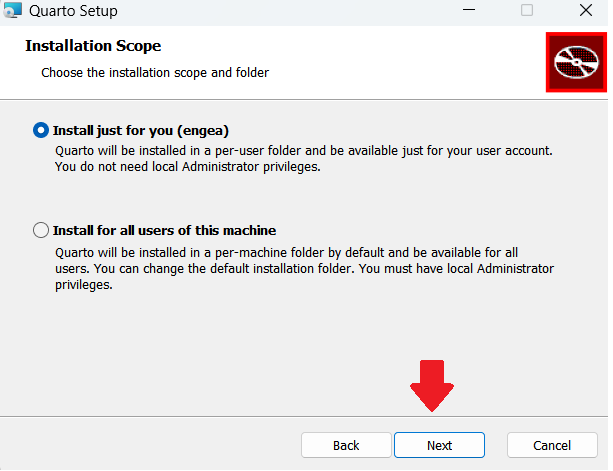 Quarto Setup
Installation Scope
Choose the installation scope and folder
Install just for you (engea)
Quarto will be installed in a per-user folder and be available just for your user account.
You do not need local Administrator privileges.
Install for all users of this machine
Quarto will be installed in a per-machine folder by default and be available for all
users. You can change the default installation folder. You must have local Administrator
privileges.
Back
Next
Cancel